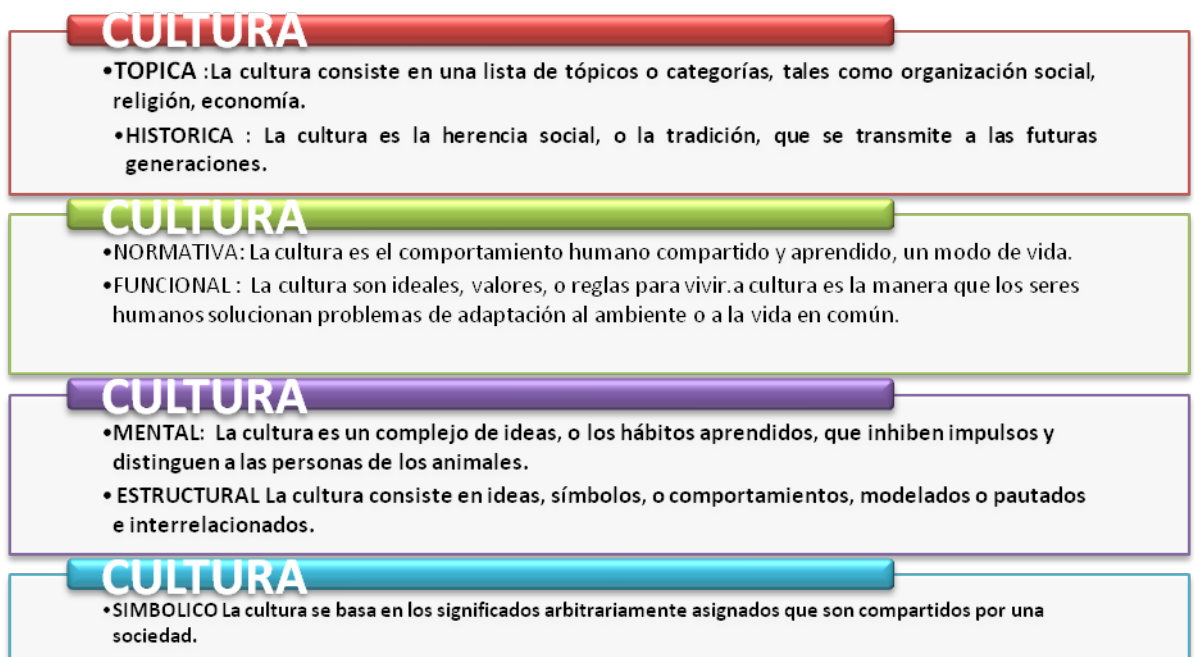 CULTURA
•TOPICA :La cultura consiste en una lista de tópicos o categorías, tales como organización social,
religión, economía.
•HISTORICA : La cultura es la herencia social, o la tradición, que se transmite a las futuras
generaciones.
CULTURA
•NORMATIVA: La cultura es el comportamiento humano compartido y aprendido, un modo de vida.
•FUNCIONAL : La cultura son ideales, valores, o reglas para vivir.a cultura es la manera que los seres
humanos solucionan problemas de adaptación al ambiente o a la vida en común.
CULTURA
•MENTAL: La cultura es un complejo de ideas, o los hábitos aprendidos, que inhiben impulsos y
distinguen a las personas de los animales.
• ESTRUCTURAL La cultura consiste en ideas, símbolos, o comportamientos, modelados o pautados
e interrelacionados.
CULTURA
•SIMBOLICO La cultura se basa en los significados arbitrariamente asignados que son compartidos por una
sociedad.